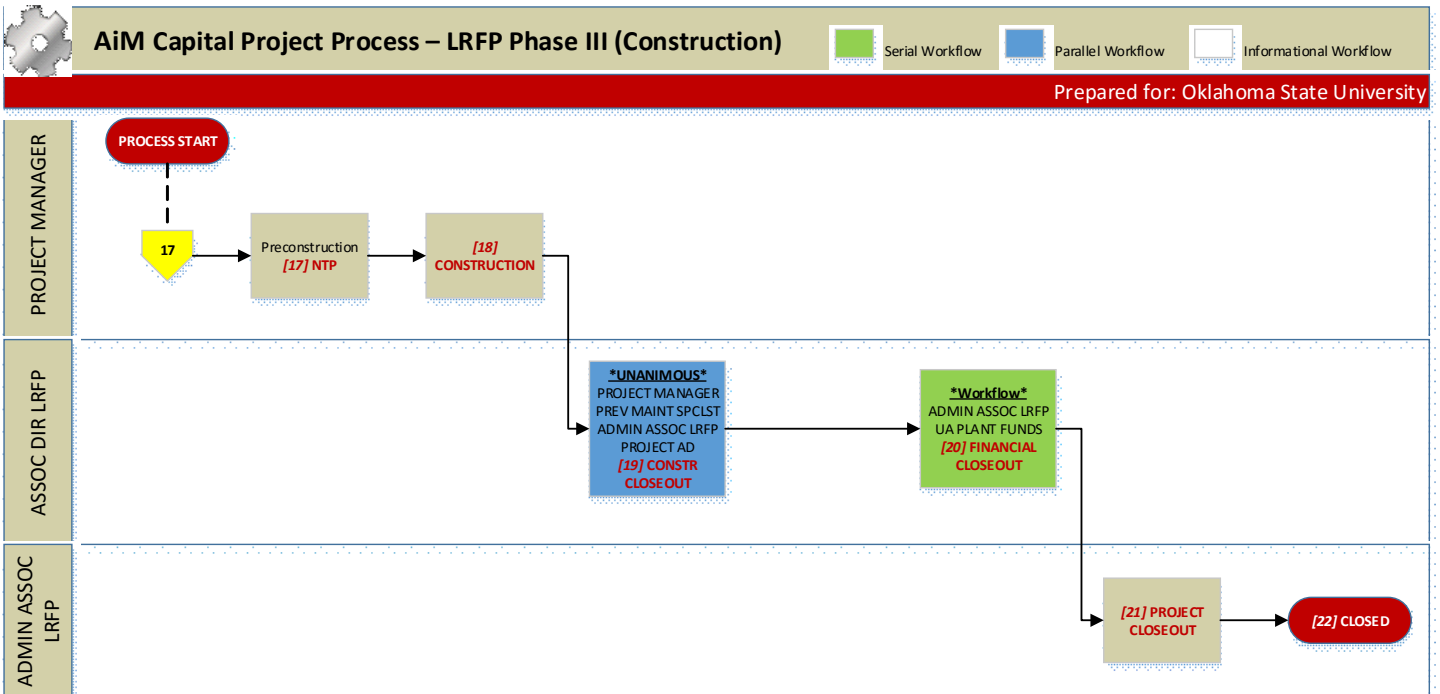 AiM Capital Project Process – LRFP Phase III (Construction)
Serial Workflow
Parallel Workflow
Informational Workflow
Prepared for: Oklahoma State University
PROJECT MANAGER
PROCESS START
17
Preconstruction
[17] NTP
[18]
CONSTRUCTION
ASSOC DIR LRFP
*UNANIMOUS*
PROJECT MANAGER
PREV MAINT SPCLST
ADMIN ASSOC LRFP
PROJECT AD
[19] CONSTR
CLOSEOUT
*Workflow*
ADMIN ASSOC LRFP
UA PLANT FUNDS
[20] FINANCIAL
CLOSEOUT
ADMIN ASSOC
LRFP
[21] PROJECT
CLOSEOUT
[22] CLOSED